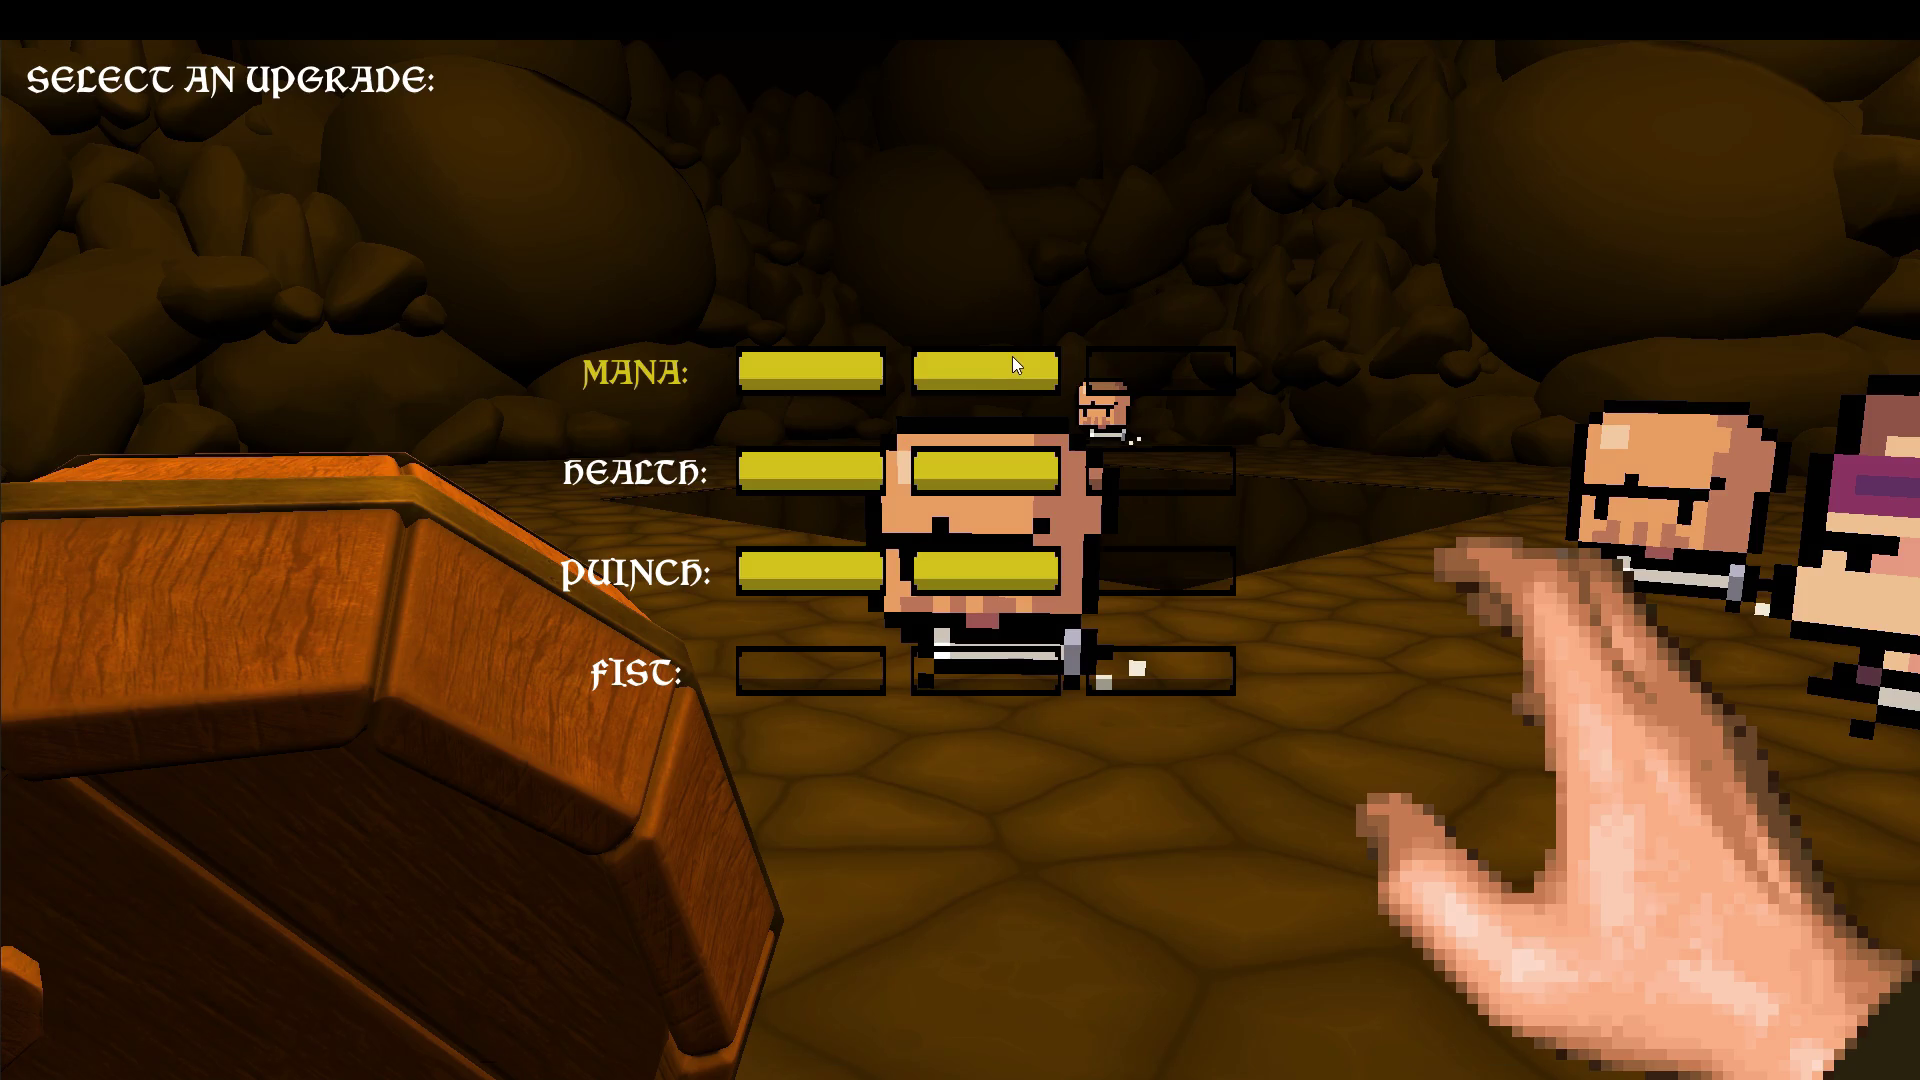 SELECT AN UPGRADE:
MANA:
HEALTH:
PUINCH:
FIST: